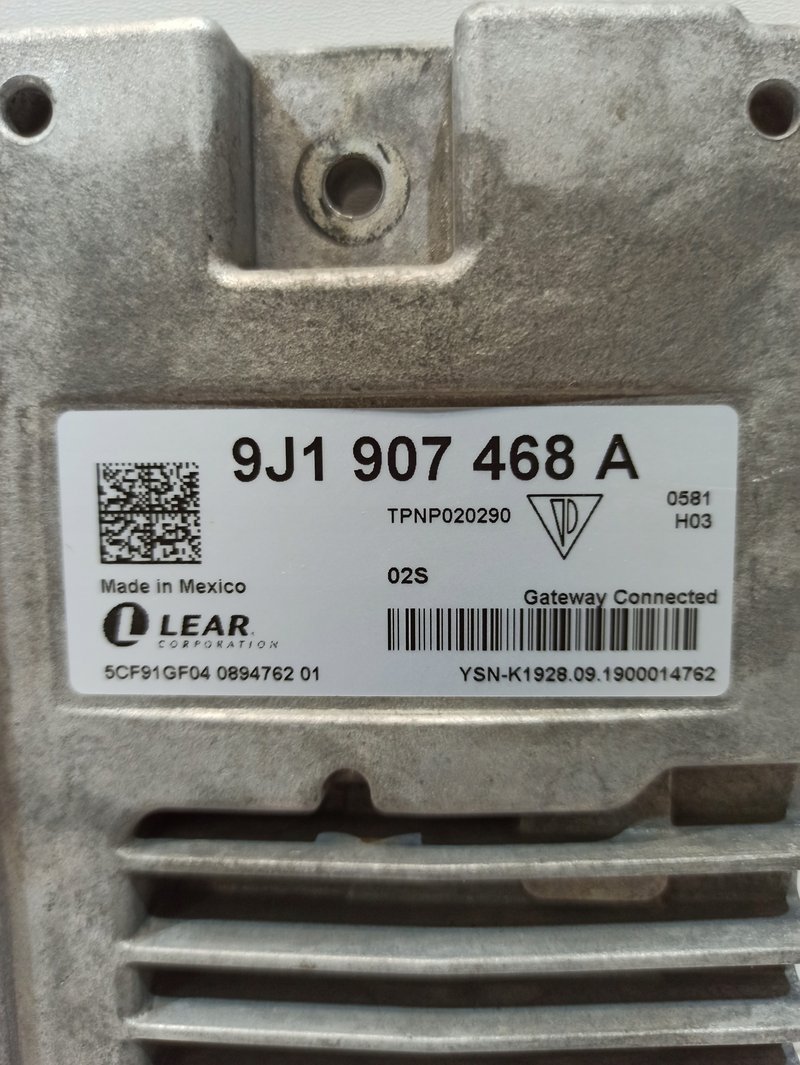 9J1 907 468 A
TPNP020290
0581
H03
02S
Made in Mexico
Gateway Connected
LEAR
CORPORATION
5CF91GF04 0894762 01
YSN-K1928.09.1900014762